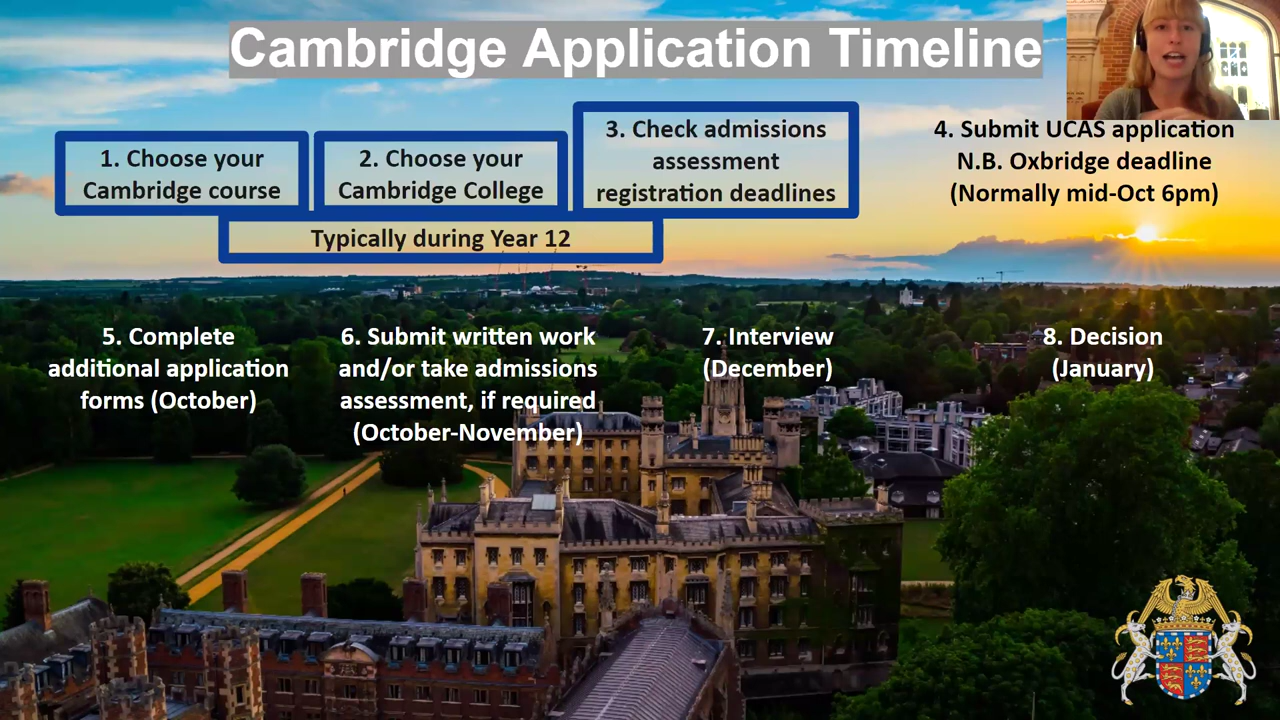 Cambridge Application Timeline
1. Choose your
Cambridge course
2. Choose your
Cambridge College
3. Check admissions
assessment
registration deadlines
Typically during Year 12
4. Submit UCAS application
N.B. Oxbridge deadline
(Normally mid-Oct 6pm)
5. Complete
additional application
forms (October)
6. Submit written work
and/or take admissions
assessment, if required
(October-November)
7. Interview
(December)
8. Decision
(January)